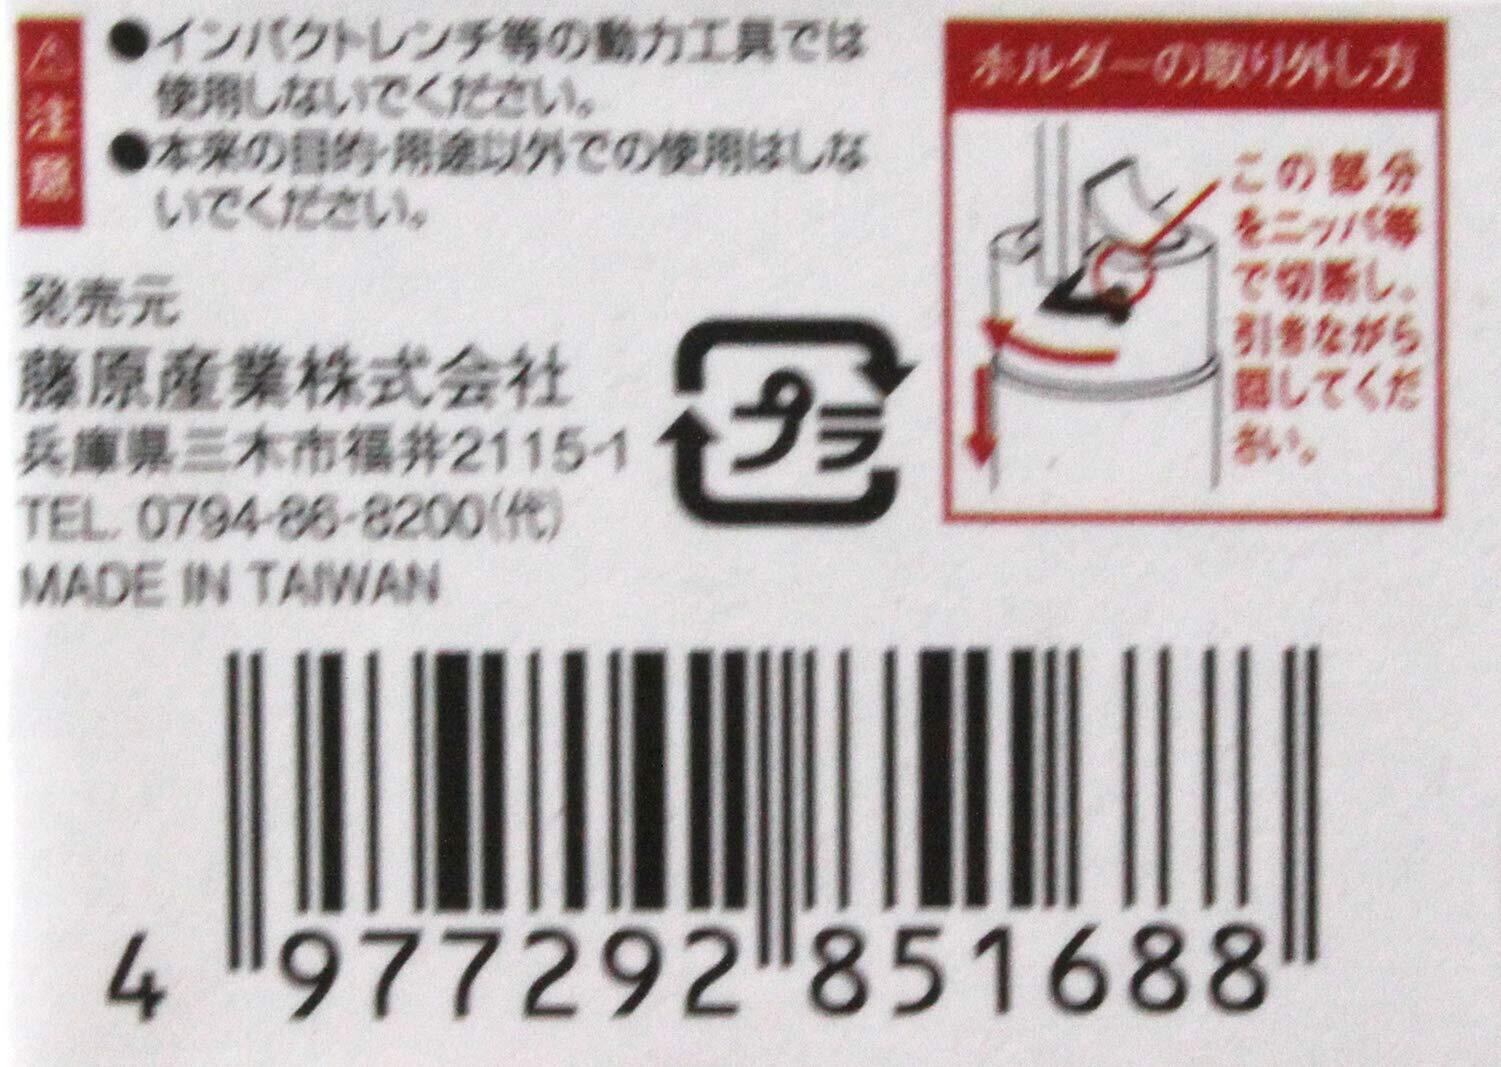 ⚠注意
●インパクトレンチ等の動力工具では
使用しないでください。
●本来の目的・用途以外での使用はしな
いでください。
発売元
藤原産業株式会社
兵庫県三木市福井2115-1
TEL. 0794-86-8200(代)
MADE IN TAIWAN
プラ
ホルダーの取り外し方
この部分
をニッパ等
で切断し、
引きながら
回してくだ
さい。
4 977292 851688